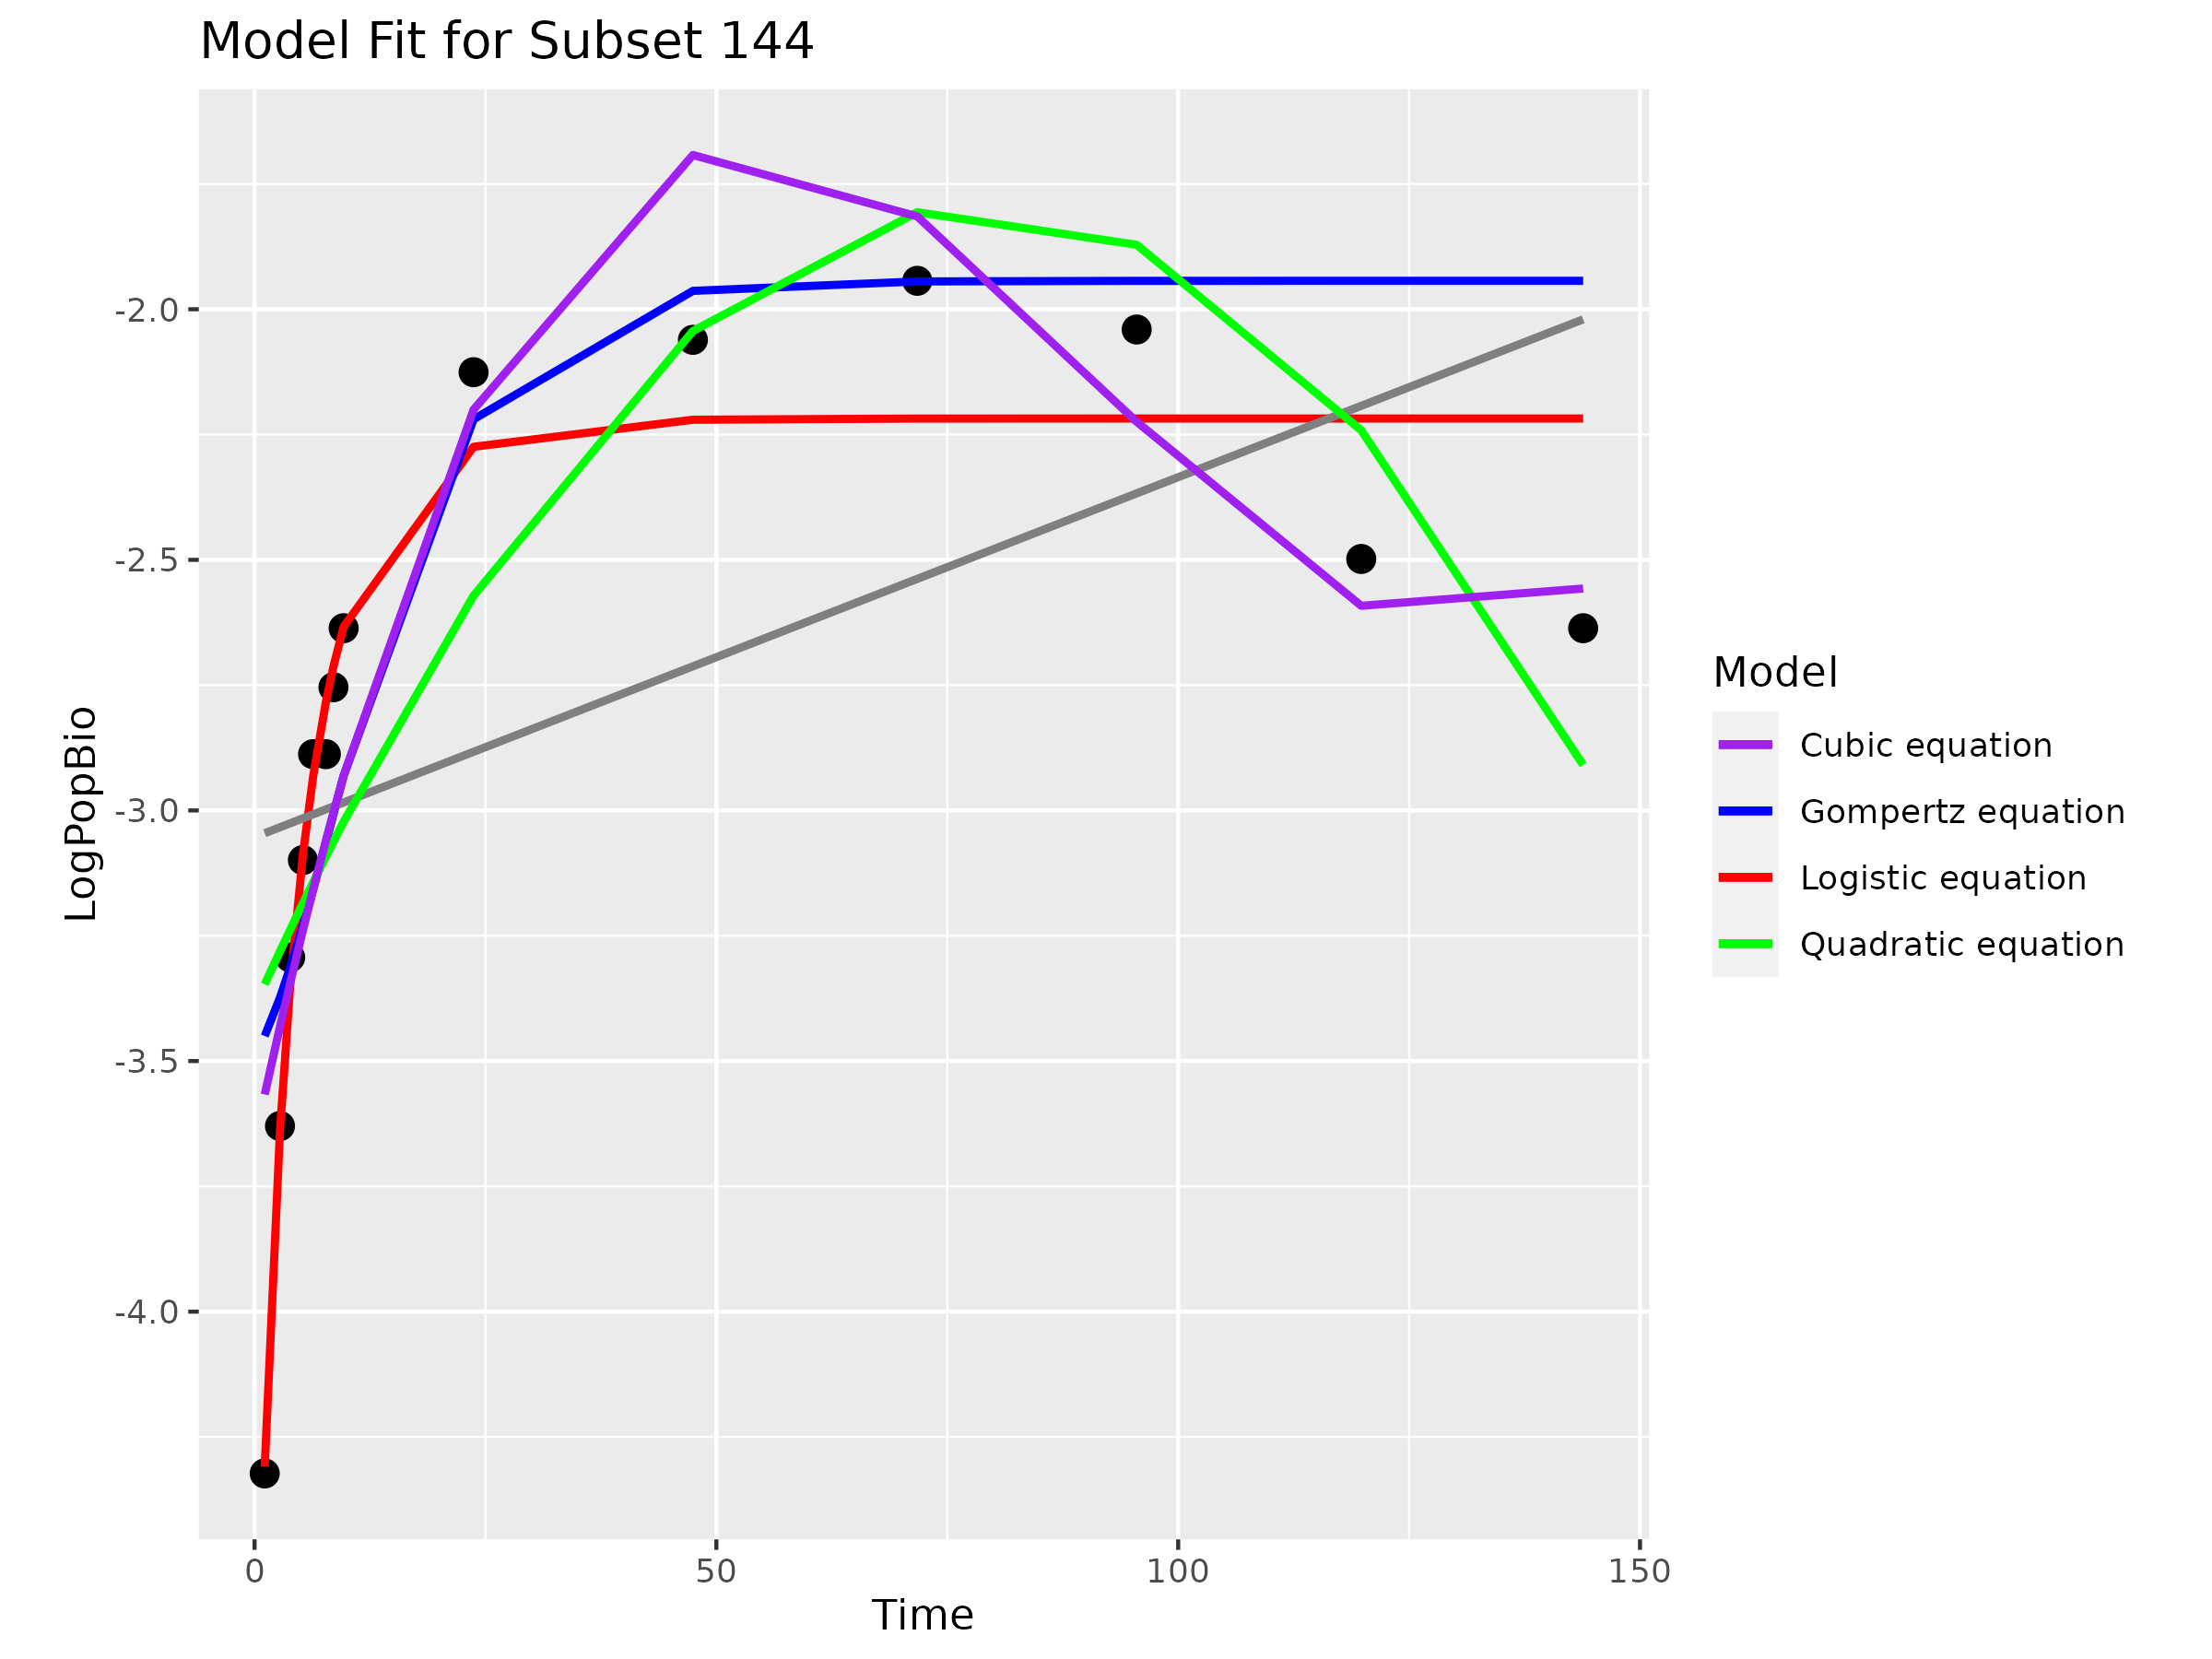 Model Fit for Subset 144
-2.0
-2.5
-3.0
-3.5
-4.0
LogPopBio
0 50 100 150
Time
Model
Cubic equation
Gompertz equation
Logistic equation
Quadratic equation